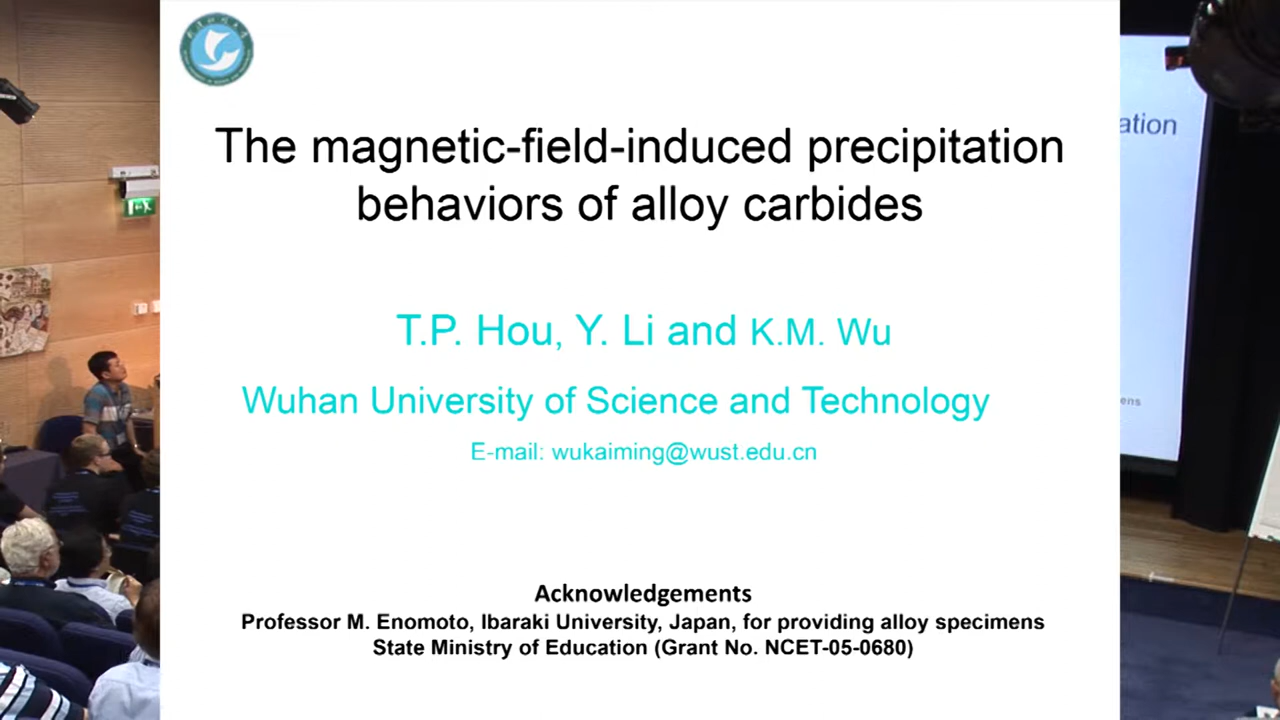 The magnetic-field-induced precipitation
behaviors of alloy carbides
T.P. Hou, Y. Li and K.M. Wu
Wuhan University of Science and Technology
E-mail: wukaiming@wust.edu.cn
Acknowledgements
Professor M. Enomoto, Ibaraki University, Japan, for providing alloy specimens
State Ministry of Education (Grant No. NCET-05-0680)
ation
ens